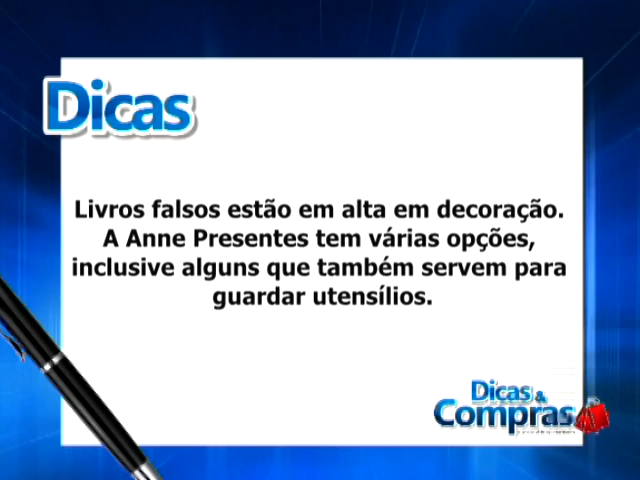 Dicas
Livros falsos estão em alta em decoração.
A Anne Presentes tem várias opções,
inclusive alguns que também servem para
guardar utensílios.
Dicas &
Compras